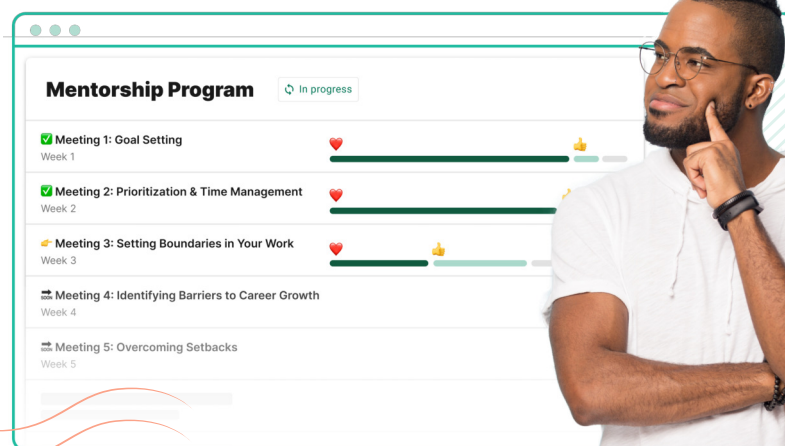 Mentorship Program
In progress
✅ Meeting 1: Goal Setting
Week 1
✅ Meeting 2: Prioritization & Time Management
Week 2
👉 Meeting 3: Setting Boundaries in Your Work
Week 3
🔜 Meeting 4: Identifying Barriers to Career Growth
Week 4
🔜 Meeting 5: Overcoming Setbacks
Week 5